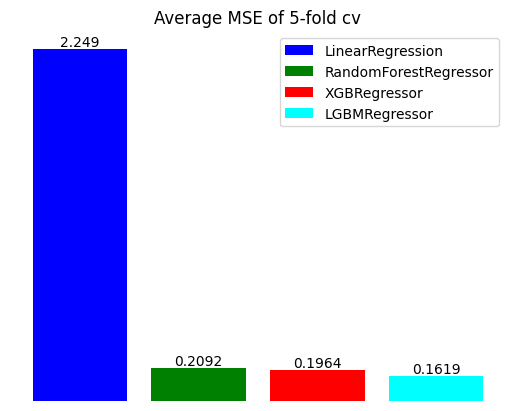 Average MSE of 5-fold cv
2.249
LinearRegression
RandomForestRegressor
XGBRegressor
LGBMRegressor
0.2092
0.1964
0.1619